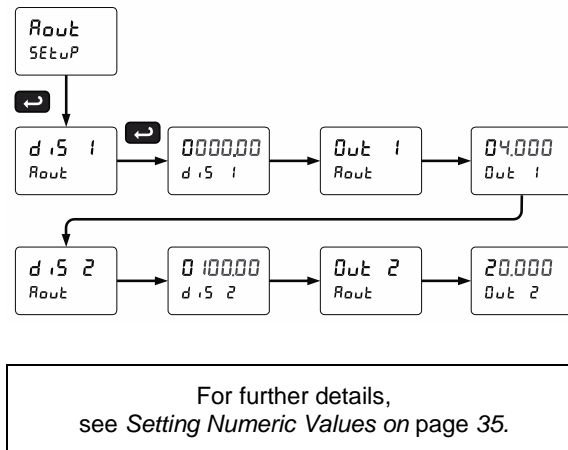 Aout
SEtuP
diS 1
Aout
0000.00
diS 1
Out 1
Aout
04.000
Out 1
diS 2
Aout
0100.00
diS 2
Out 2
Aout
20.000
Out 2
For further details,
see Setting Numeric Values on page 35.